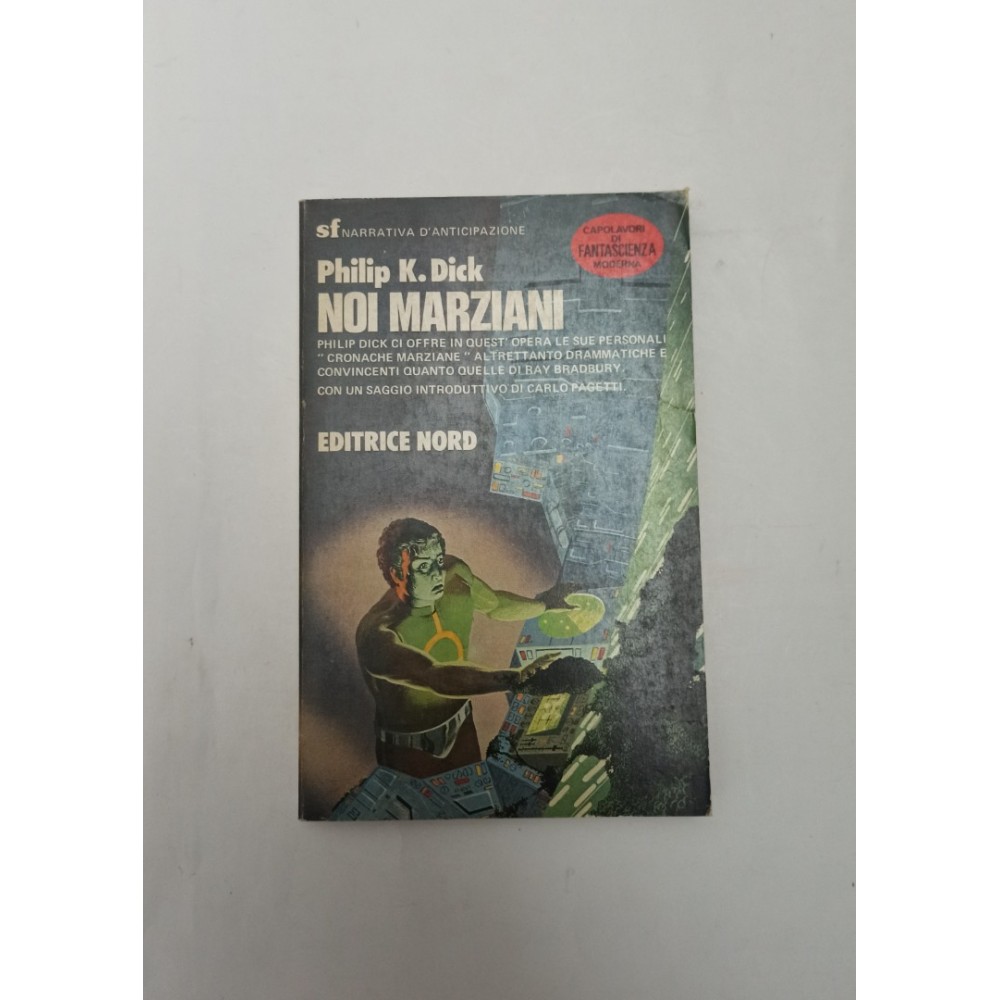 sf NARRATIVA D'ANTICIPAZIONE
CAPOLAVORI
DI
FANTASCIENZA
MODERNA
Philip K. Dick
NOI MARZIANI
PHILIP DICK CI OFFRE IN QUEST' OPERA LE SUE PERSONALI
" CRONACHE MARZIANE " ALTRETTANTO DRAMMATICHE E
CONVINCENTI QUANTO QUELLE DI RAY BRADBURY.
CON UN SAGGIO INTRODUTTIVO DI CARLO PAGETTI.
EDITRICE NORD